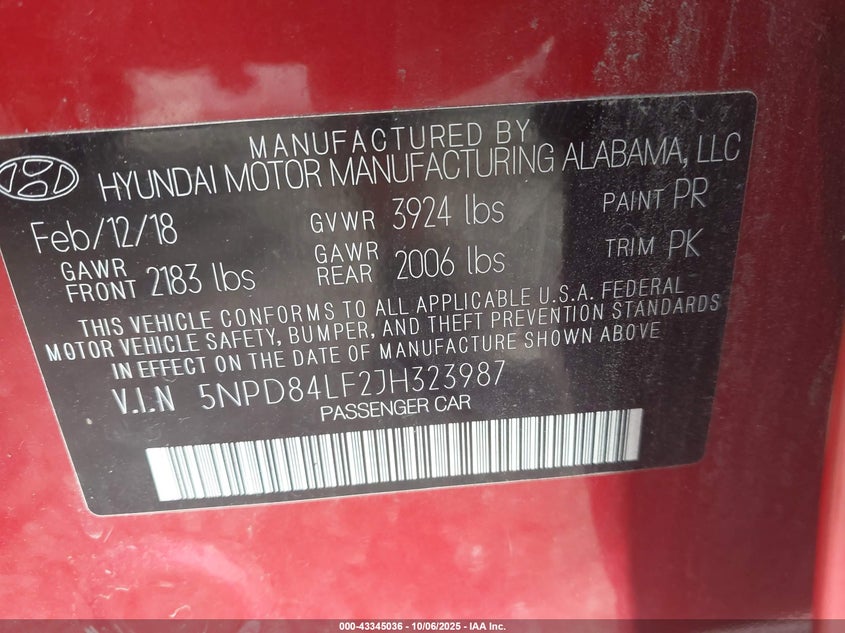 MANUFACTURED BY
HYUNDAI MOTOR MANUFACTURING ALABAMA, LLC
Feb/12/18 GVWR 3924 lbs PAINT PR
GAWR FRONT 2183 lbs GAWR REAR 2006 lbs TRIM PK
THIS VEHICLE CONFORMS TO ALL APPLICABLE U.S.A. FEDERAL
MOTOR VEHICLE SAFETY, BUMPER, AND THEFT PREVENTION STANDARDS
IN EFFECT ON THE DATE OF MANUFACTURE SHOWN ABOVE
V.I.N 5NPD84LF2JH323987
PASSENGER CAR
000-43345036 - 10/06/2025 - IAA Inc.